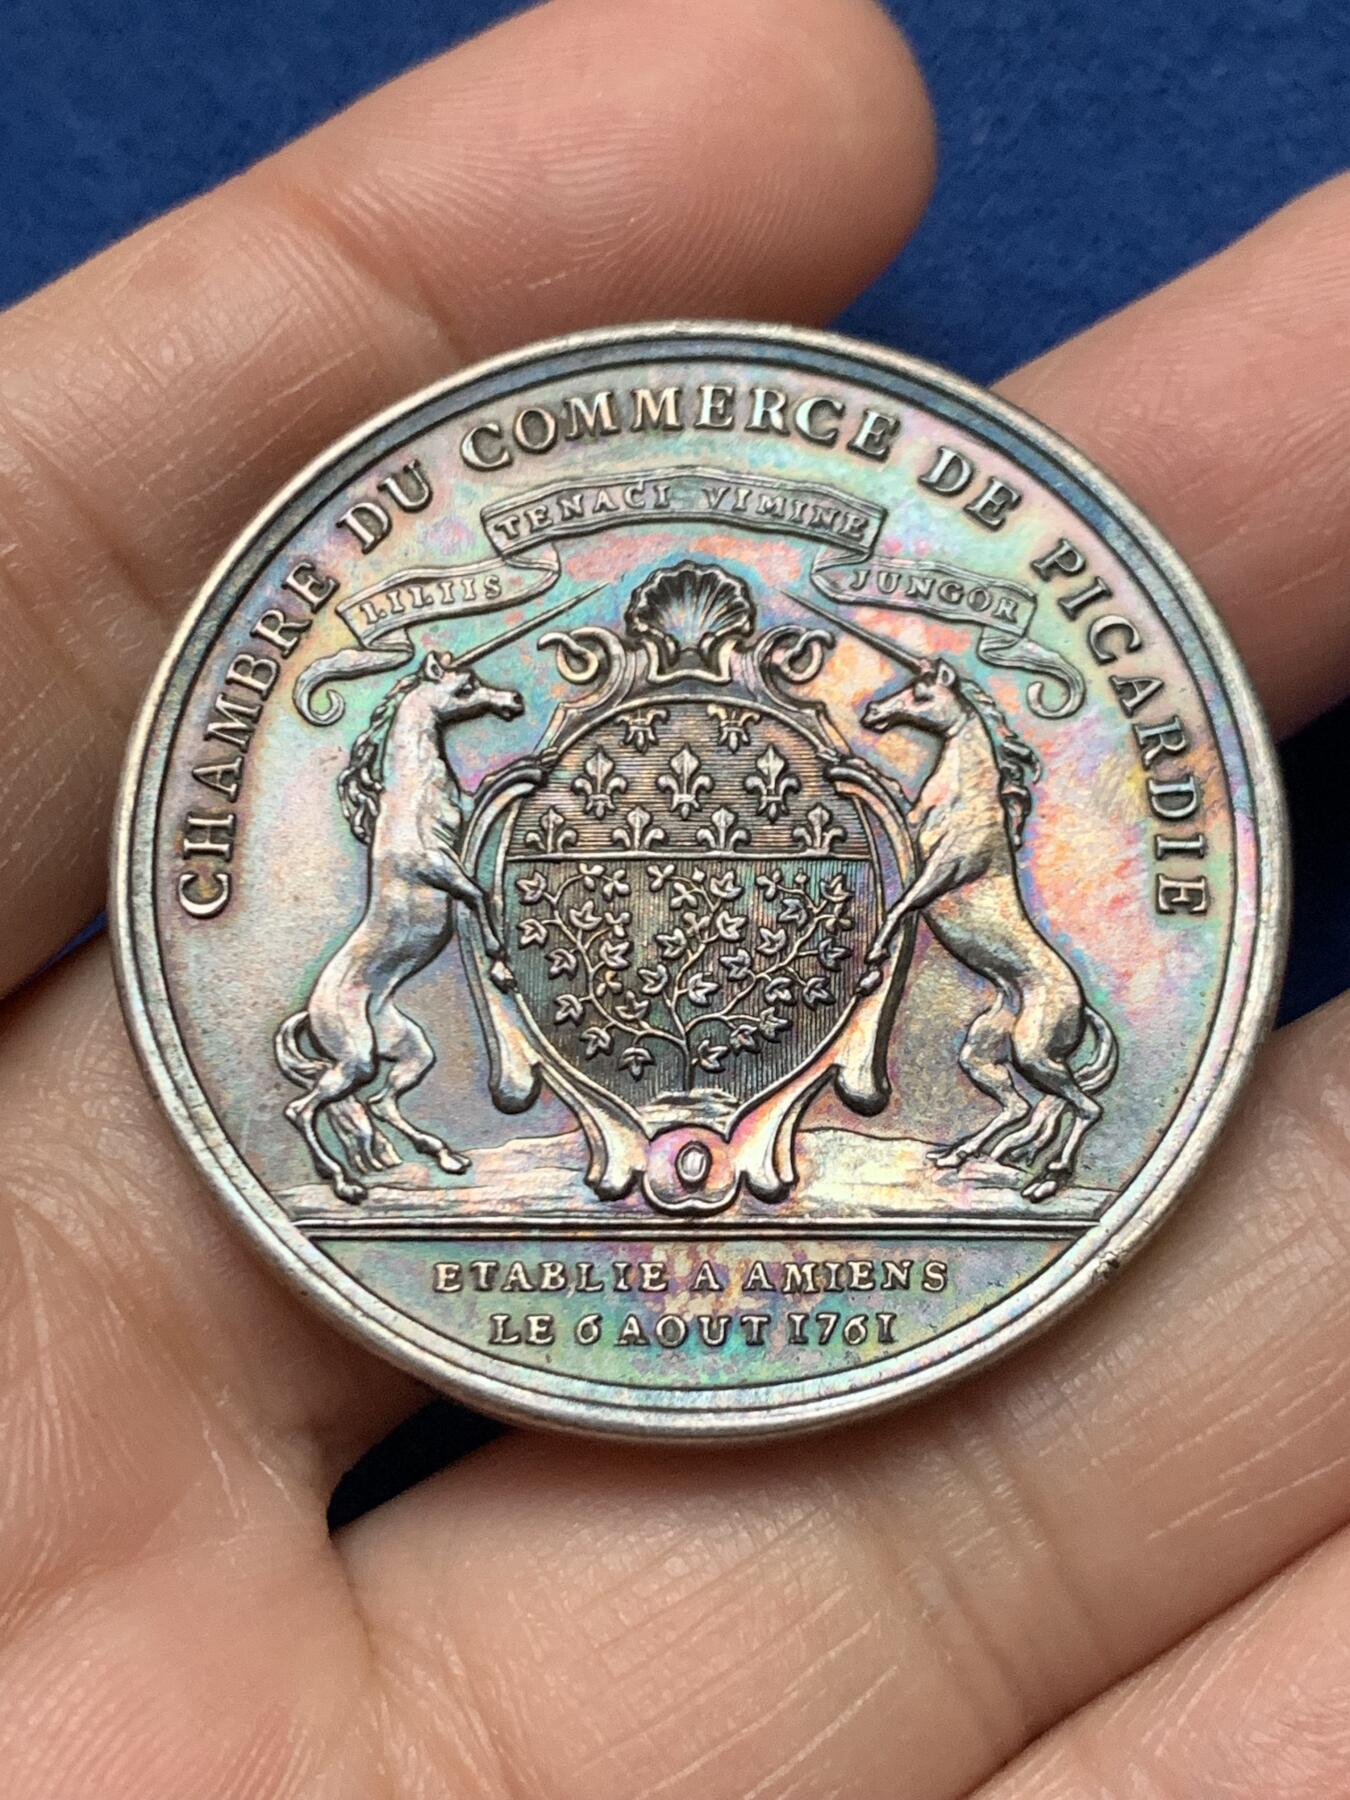 CHAMBRE DU COMMERCE DE PICARDIE
LILIIS TENACI VIMINE JUNGOR
ETABLIE A AMIENS
LE 6 AOUT 1761